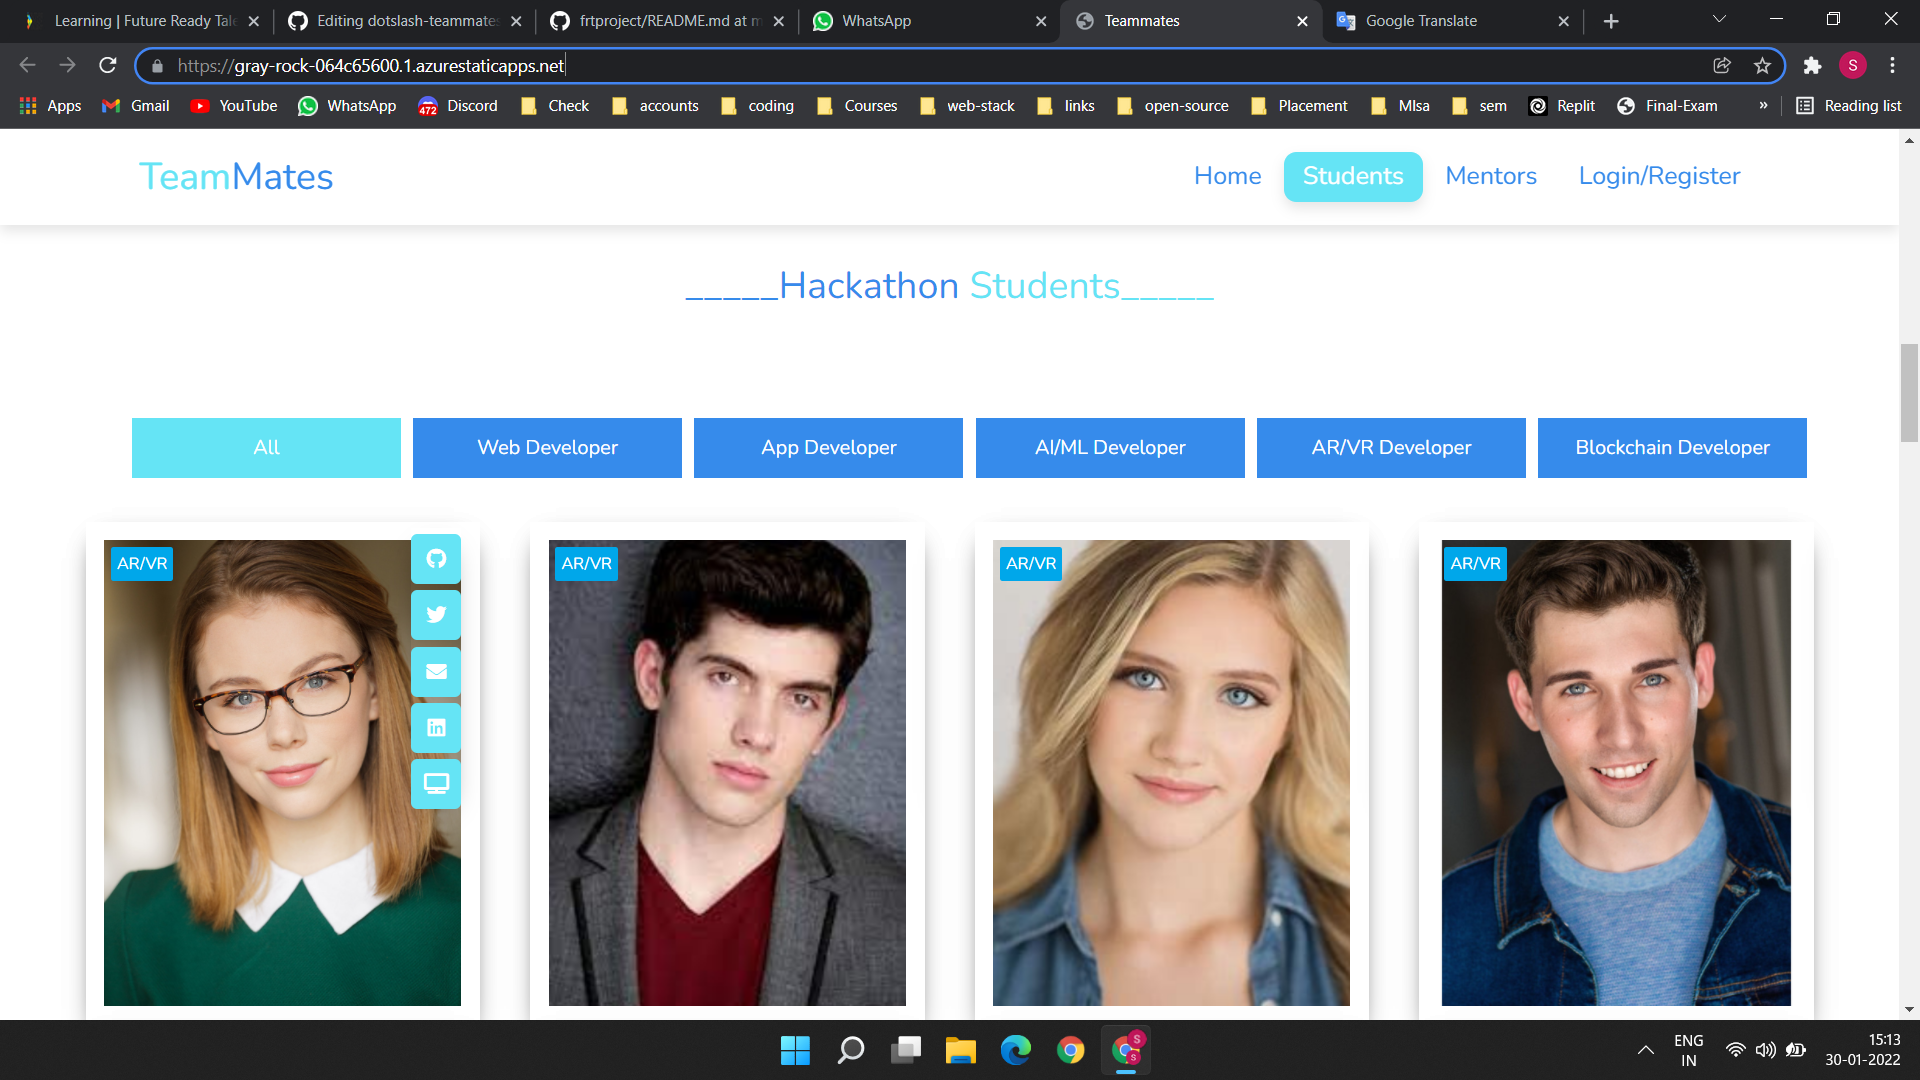 Learning | Future Ready Tale
Editing dotslash-teammates
frtproject/README.md at m
WhatsApp
Teammates
Google Translate
https://gray-rock-064c65600.1.azurestaticapps.net
S
Apps
Gmail
YouTube
WhatsApp
472
Discord
Check
accounts
coding
Courses
web-stack
links
open-source
Placement
Mlsa
sem
Replit
Final-Exam
»
Reading list
TeamMates
Home
Students
Mentors
Login/Register
_____Hackathon Students_____
All
Web Developer
App Developer
AI/ML Developer
AR/VR Developer
Blockchain Developer
AR/VR
AR/VR
AR/VR
AR/VR
ENG
IN
15:13
30-01-2022